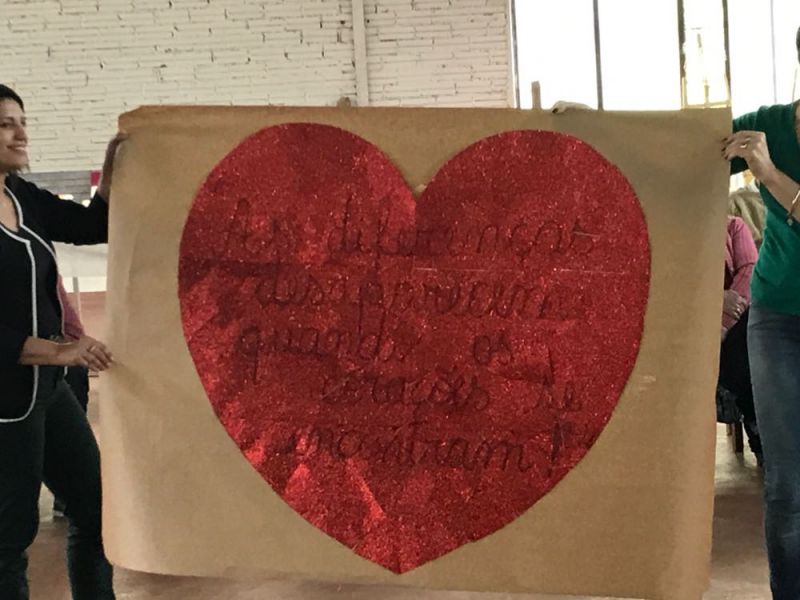 As diferenças
desaparecem
quando os
corações se
encontram!